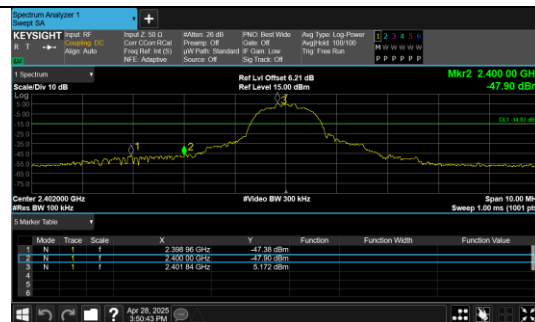 Spectrum Analyzer 1
Swept SA
+
KEYSIGHT Input: RF Input Z: 50 Ω #Atten: 26 dB PNO: Best Wide Avg Type: Log-Power 1 2 3 4 5 6
R T Coupling: DC Corr CCorr RCal Preamp: Off Gate: Off Avg|Hold: 100/100 M W W W W W
Align: Auto Freq Ref: Int (S) µW Path: Standard IF Gain: Low Trig: Free Run
NFE: Adaptive Source: Off Sig Track: Off P P P P P P
1 Spectrum Ref Lvl Offset 6.21 dB Mkr2 2.400 00 GHz
Scale/Div 10 dB Ref Level 15.00 dBm -47.90 dBm
Log
5.00
-5.00
-15.0
-25.0
-35.0
-45.0
-55.0
-65.0
-75.0
1
2
3
Center 2.402000 GHz #Video BW 300 kHz Span 10.00 MHz
#Res BW 100 kHz Sweep 1.00 ms (1001 pts
5 Marker Table
Mode Trace Scale X Y Function Function Width Function Value
1 N 1 f 2.398 96 GHz -47.38 dBm
2 N 1 f 2.400 00 GHz -47.90 dBm
3 N 1 f 2.401 84 GHz 5.172 dBm
4
5
6
? Apr 28, 2025
3:50:43 PM